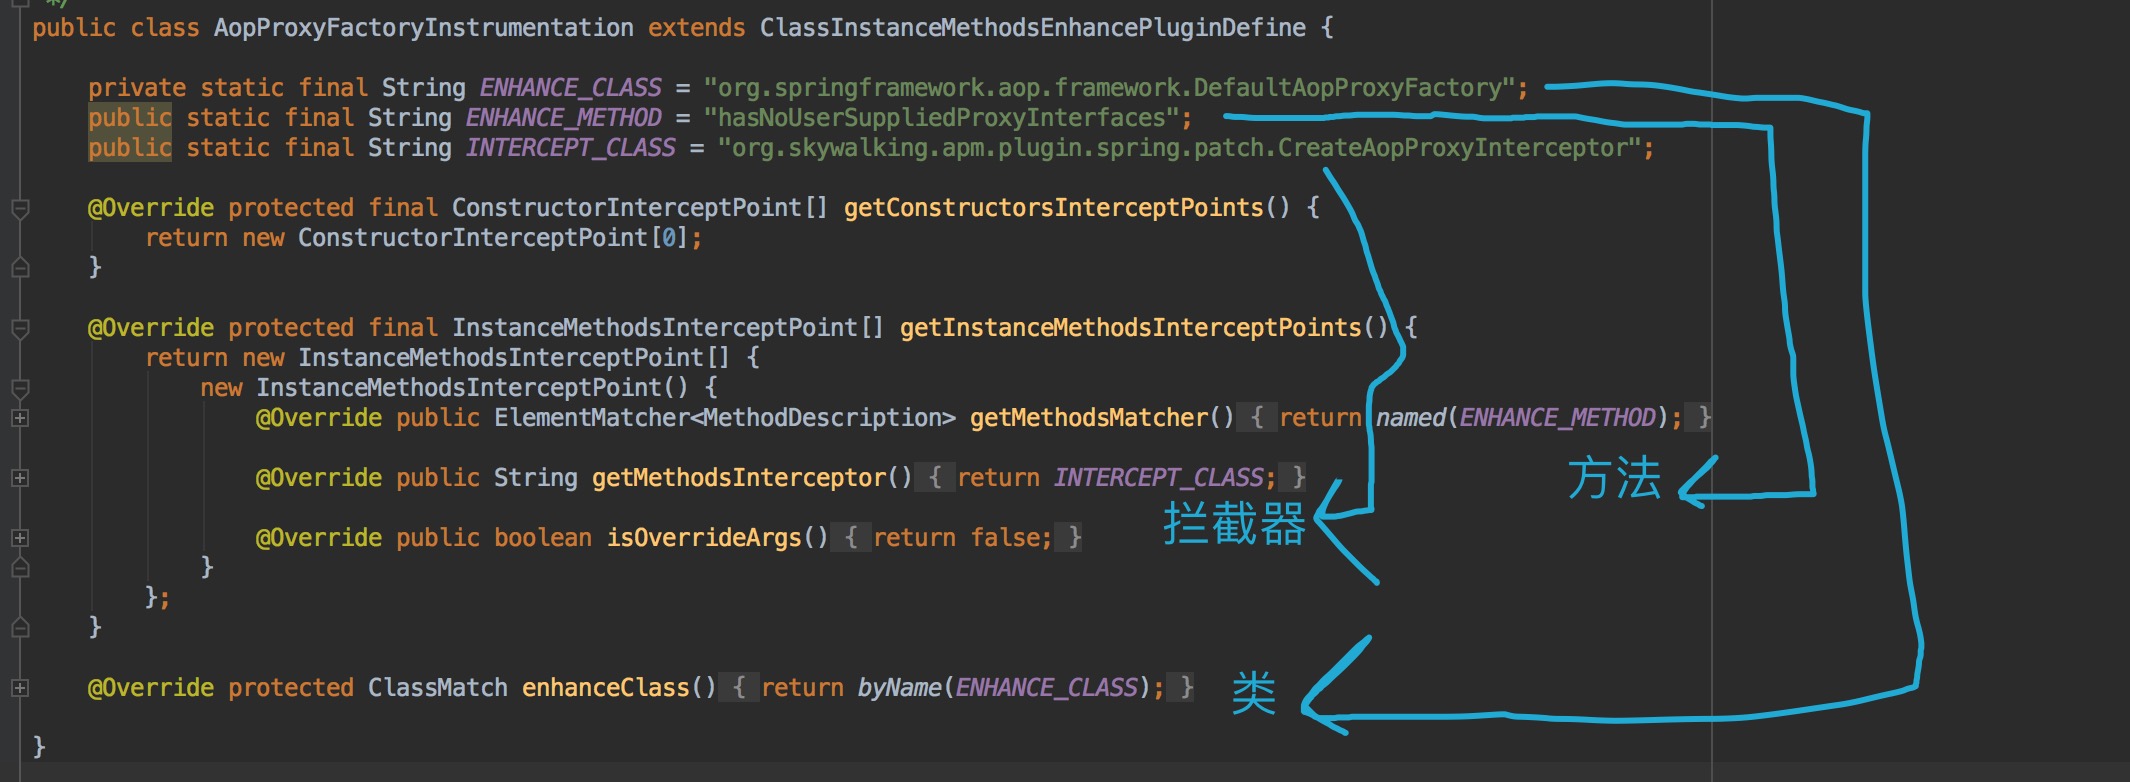 */
public class AopProxyFactoryInstrumentation extends ClassInstanceMethodsEnhancePluginDefine {
private static final String ENHANCE_CLASS = "org.springframework.aop.framework.DefaultAopProxyFactory";
public static final String ENHANCE_METHOD = "hasNoUserSuppliedProxyInterfaces";
public static final String INTERCEPT_CLASS = "org.skywalking.apm.plugin.spring.patch.CreateAopProxyInterceptor";
@Override protected final ConstructorInterceptPoint[] getConstructorsInterceptPoints() {
return new ConstructorInterceptPoint[0];
}
@Override protected final InstanceMethodsInterceptPoint[] getInstanceMethodsInterceptPoints() {
return new InstanceMethodsInterceptPoint[] {
new InstanceMethodsInterceptPoint() {
@Override public ElementMatcher<MethodDescription> getMethodsMatcher() { return named(ENHANCE_METHOD); }
方法
@Override public String getMethodsInterceptor() { return INTERCEPT_CLASS; }
拦截器
@Override public boolean isOverrideArgs() { return false; }
}
};
}
@Override protected ClassMatch enhanceClass() { return byName(ENHANCE_CLASS); }
类
}